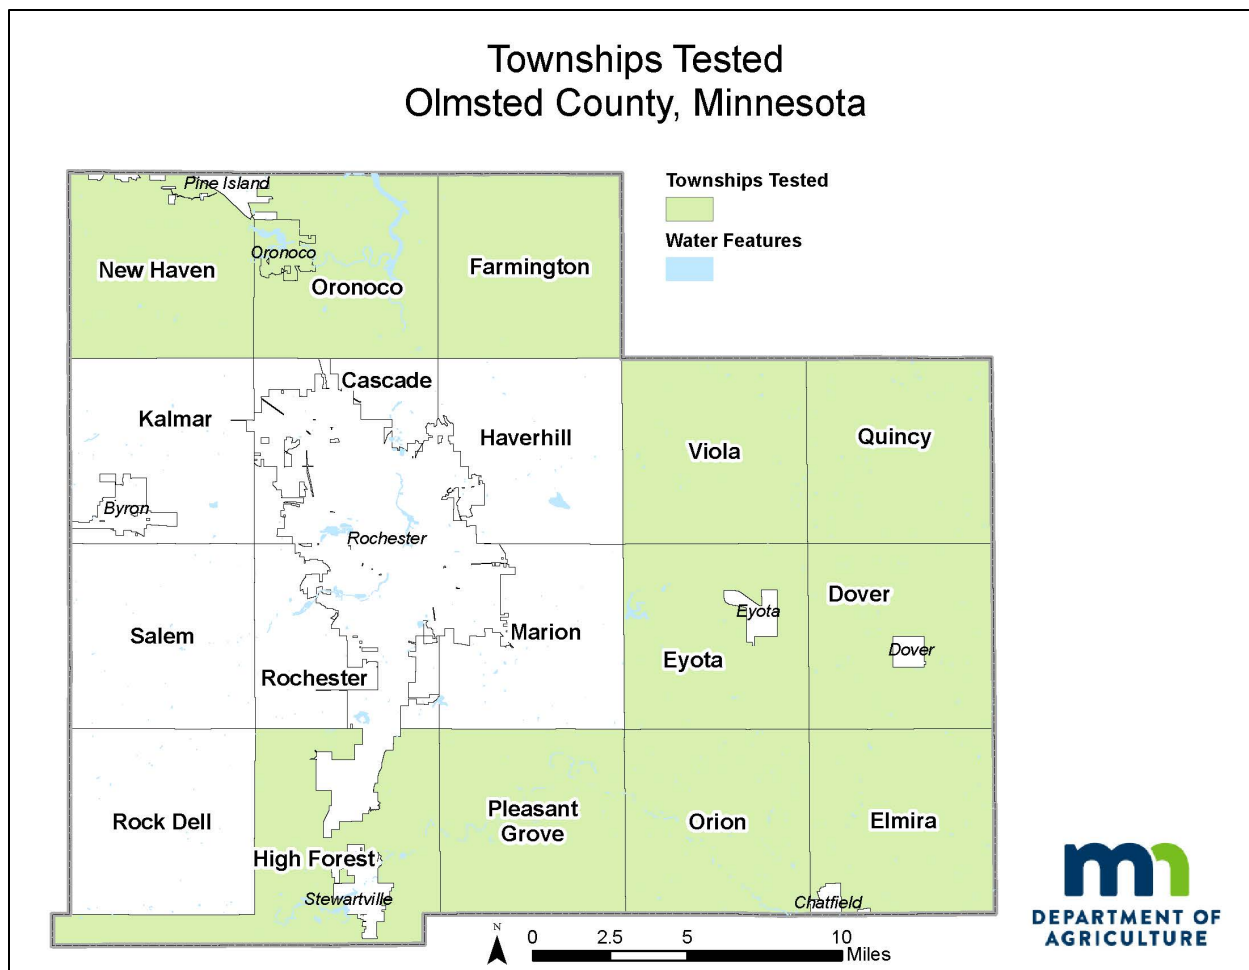 Townships Tested
Olmsted County, Minnesota
Townships Tested
Water Features
Pine Island
Oronoco
New Haven
Oronoco
Farmington
Cascade
Kalmar
Haverhill
Viola
Quincy
Byron
Rochester
Dover
Eyota
Salem
Marion
Dover
Eyota
Rochester
Rock Dell
Pleasant
Grove
Orion
Elmira
High Forest
Stewartville
Chatfield
N
0 2.5 5 10
Miles
mn
DEPARTMENT OF
AGRICULTURE